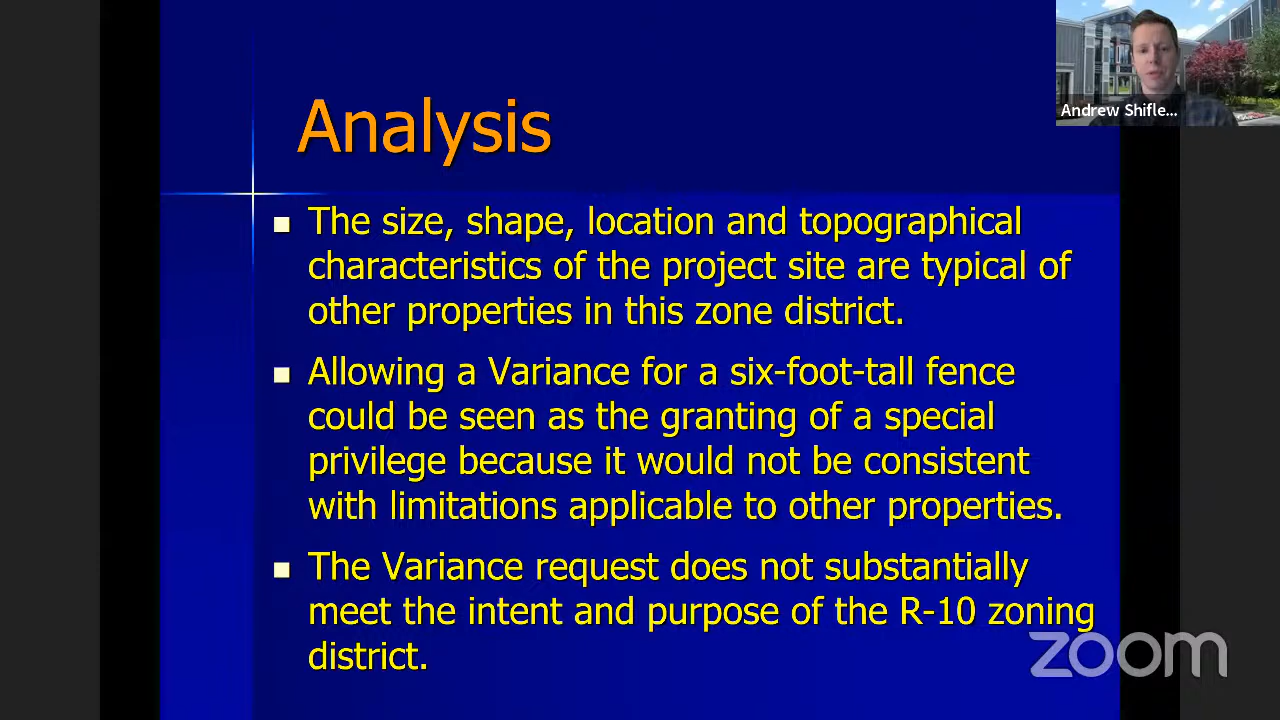 Analysis
Andrew Shifle...
The size, shape, location and topographical
characteristics of the project site are typical of
other properties in this zone district.
Allowing a Variance for a six-foot-tall fence
could be seen as the granting of a special
privilege because it would not be consistent
with limitations applicable to other properties.
The Variance request does not substantially
meet the intent and purpose of the R-10 zoning
district.
zoom